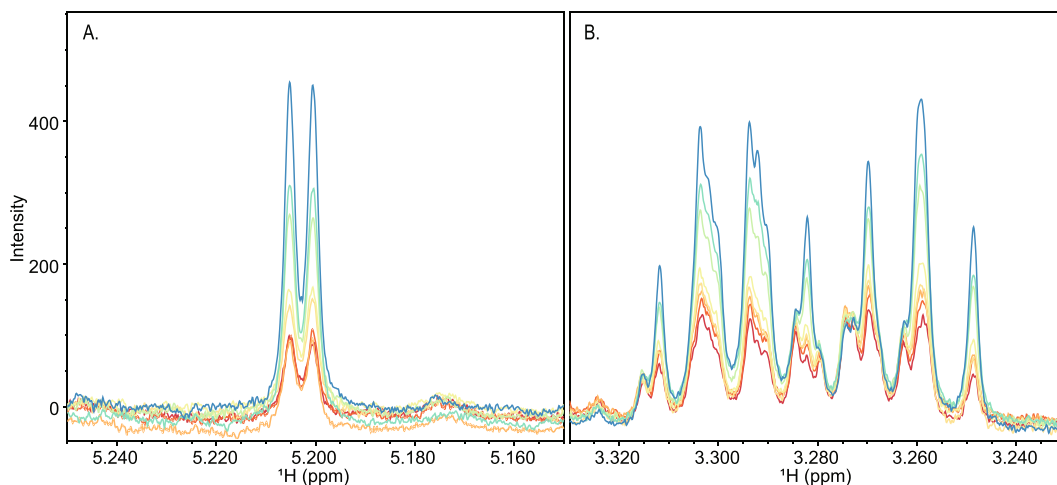 A.
B.
400
200
0
Intensity
5.240 5.220 5.200 5.180 5.160
3.320 3.300 3.280 3.260 3.240
¹H (ppm)
¹H (ppm)